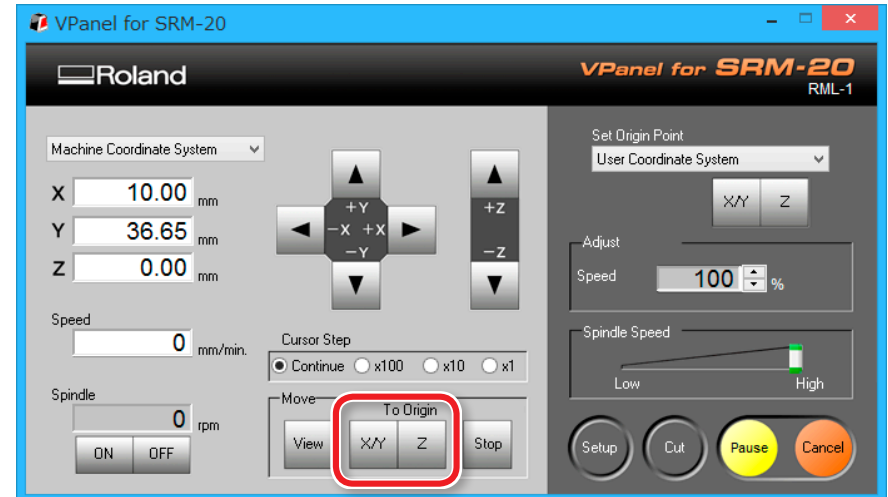 VPanel for SRM-20
Roland
VPanel for SRM-20
RML-1
Machine Coordinate System
X 10.00 mm
Y 36.65 mm
Z 0.00 mm
Speed
0 mm/min.
Spindle
0 rpm
ON OFF
+Y
-X +X
-Y
+Z
-Z
Cursor Step
Continue x100 x10 x1
Move
To Origin
View X/Y Z Stop
Set Origin Point
User Coordinate System
X/Y Z
Adjust
Speed 100 %
Spindle Speed
Low High
Setup Cut Pause Cancel